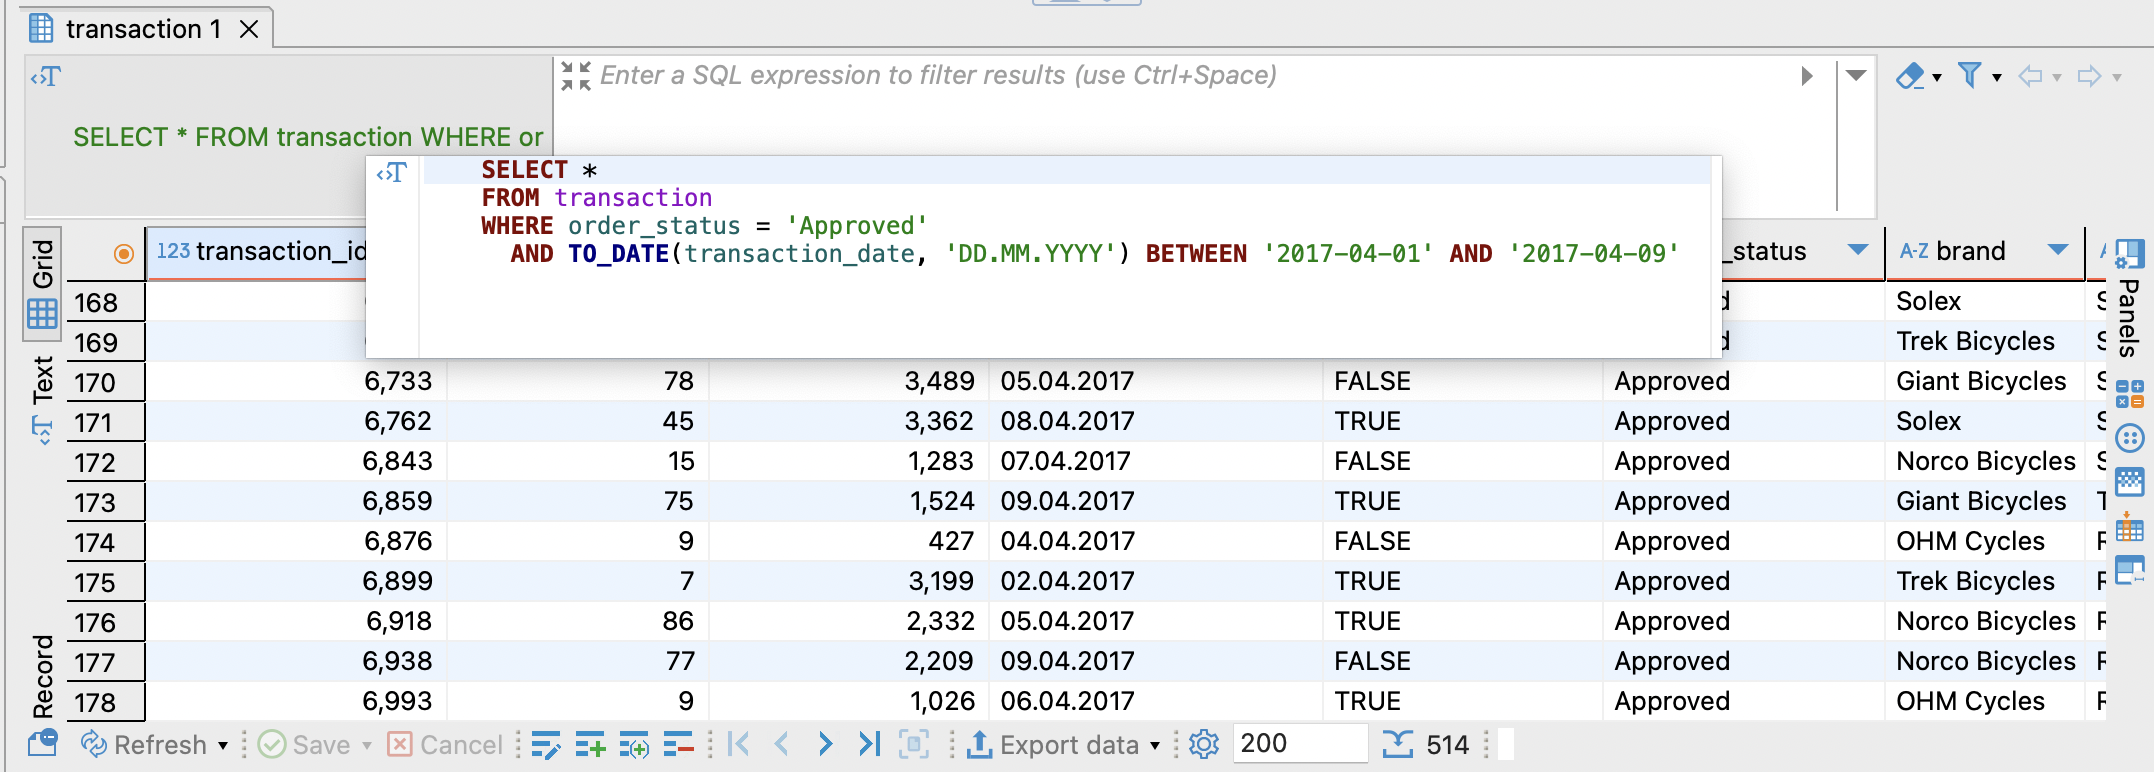 transaction 1
Enter a SQL expression to filter results (use Ctrl+Space)
SELECT * FROM transaction WHERE or
SELECT *
FROM transaction
WHERE order_status = 'Approved'
AND TO_DATE(transaction_date, 'DD.MM.YYYY') BETWEEN '2017-04-01' AND '2017-04-09'
Grid
Text
Record
Panels
123 transaction_id _status A-Z brand
168 Solex
169 Trek Bicycles
170 6,733 78 3,489 05.04.2017 FALSE Approved Giant Bicycles
171 6,762 45 3,362 08.04.2017 TRUE Approved Solex
172 6,843 15 1,283 07.04.2017 FALSE Approved Norco Bicycles
173 6,859 75 1,524 09.04.2017 TRUE Approved Giant Bicycles
174 6,876 9 427 04.04.2017 FALSE Approved OHM Cycles
175 6,899 7 3,199 02.04.2017 TRUE Approved Trek Bicycles
176 6,918 86 2,332 05.04.2017 TRUE Approved Norco Bicycles
177 6,938 77 2,209 09.04.2017 FALSE Approved Norco Bicycles
178 6,993 9 1,026 06.04.2017 TRUE Approved OHM Cycles
Refresh Save Cancel Export data 200 514